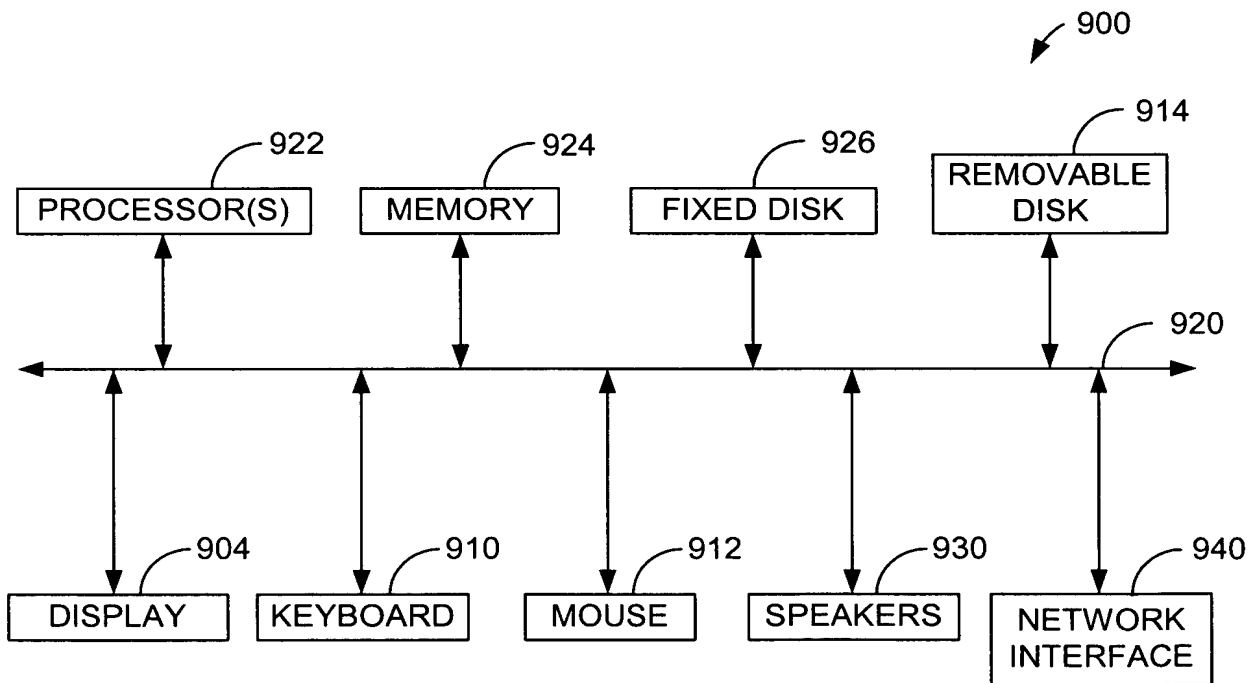 900
922
924
926
914
PROCESSOR(S)
MEMORY
FIXED DISK
REMOVABLE
DISK
920
904
910
912
930
940
DISPLAY
KEYBOARD
MOUSE
SPEAKERS
NETWORK
INTERFACE